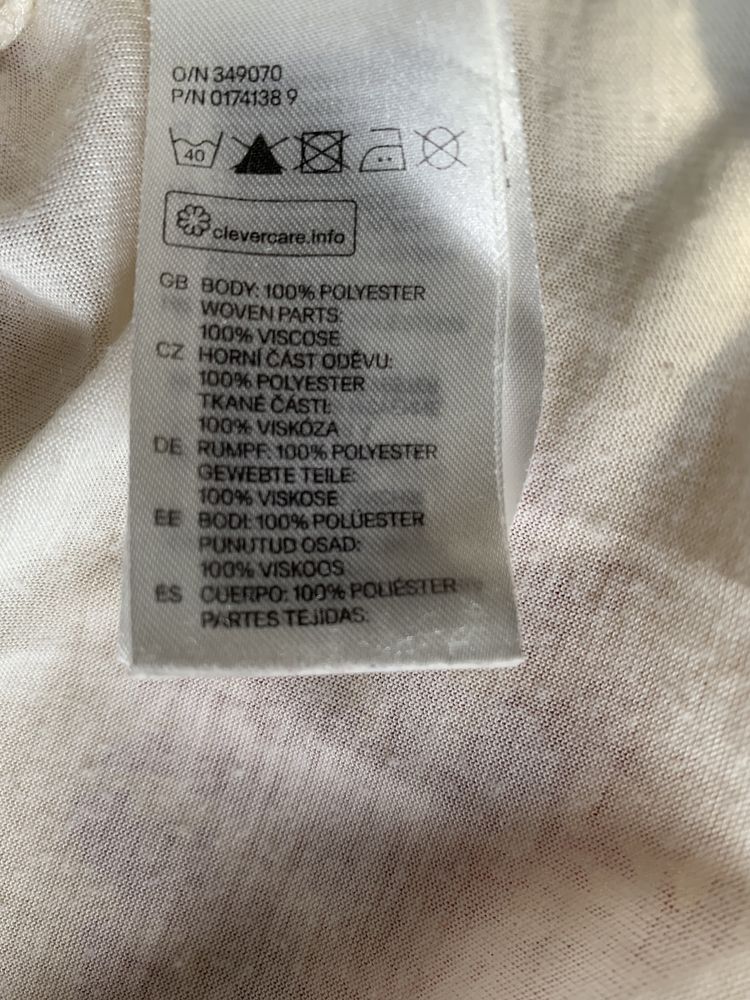 O/N 349070
P/N 0174138 9
40
clevercare.info
GB BODY: 100% POLYESTER
WOVEN PARTS:
100% VISCOSE
CZ HORNÍ ČÁST ODĚVU:
100% POLYESTER
TKANÉ ČÁSTI:
100% VISKÓZA
DE RUMPF: 100% POLYESTER
GEWEBTE TEILE:
100% VISKOSE
EE BODI: 100% POLÜESTER
PUNUTUD OSAD:
100% VISKOOS
ES CUERPO: 100% POLIÉSTER
PARTES TEJIDAS: